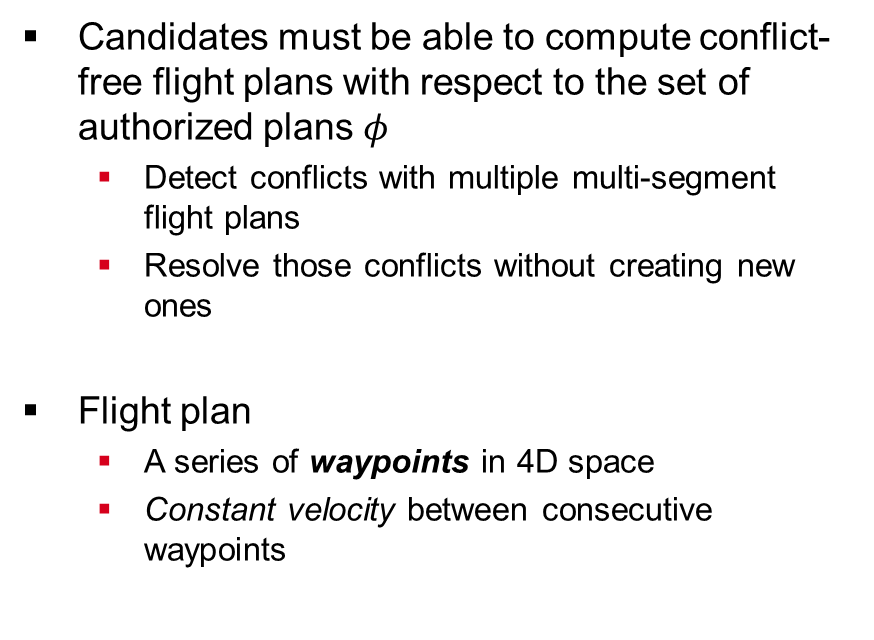 ▪ Candidates must be able to compute conflict-
free flight plans with respect to the set of
authorized plans ϕ
▪ Detect conflicts with multiple multi-segment
flight plans
▪ Resolve those conflicts without creating new
ones
▪ Flight plan
▪ A series of waypoints in 4D space
▪ Constant velocity between consecutive
waypoints